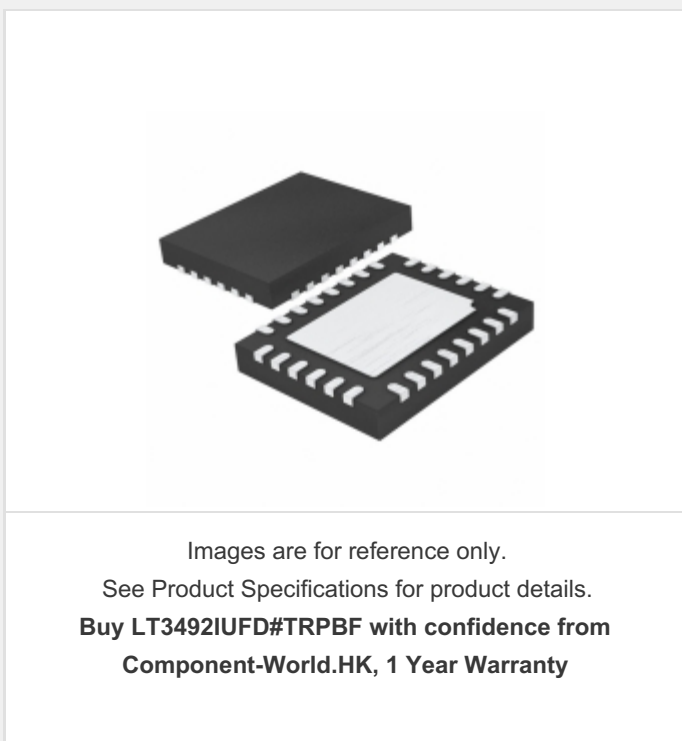 Images are for reference only.
See Product Specifications for product details.
Buy LT3492IUFD#TRPBF with confidence from
Component-World.HK, 1 Year Warranty